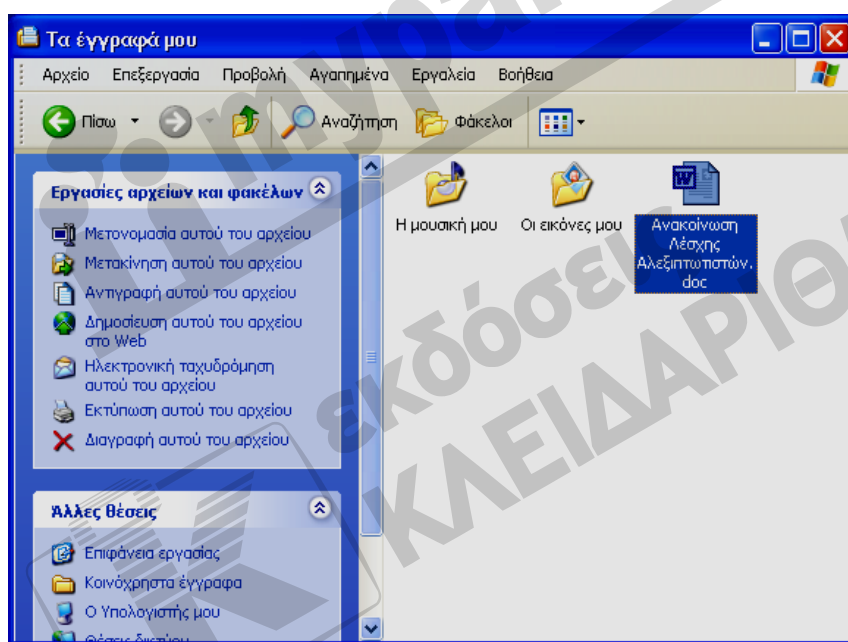 Τα έγγραφά μου
Αρχείο Επεξεργασία Προβολή Αγαπημένα Εργαλεία Βοήθεια
Πίσω Αναζήτηση Φάκελοι
Εργασίες αρχείων και φακέλων
Μετονομασία αυτού του αρχείου
Μετακίνηση αυτού του αρχείου
Αντιγραφή αυτού του αρχείου
Δημοσίευση αυτού του αρχείου
στο Web
Ηλεκτρονική ταχυδρόμηση
αυτού του αρχείου
Εκτύπωση αυτού του αρχείου
Διαγραφή αυτού του αρχείου
Άλλες θέσεις
Επιφάνεια εργασίας
Κοινόχρηστα έγγραφα
Ο Υπολογιστής μου
Θέσεις δικτύου
Η μουσική μου
Οι εικόνες μου
Ανακοίνωση
Λέσχης
Αλεξιπτωτιστών.
doc
εκδόσεις
ΚΛΕΙΔΑΡΙΘ